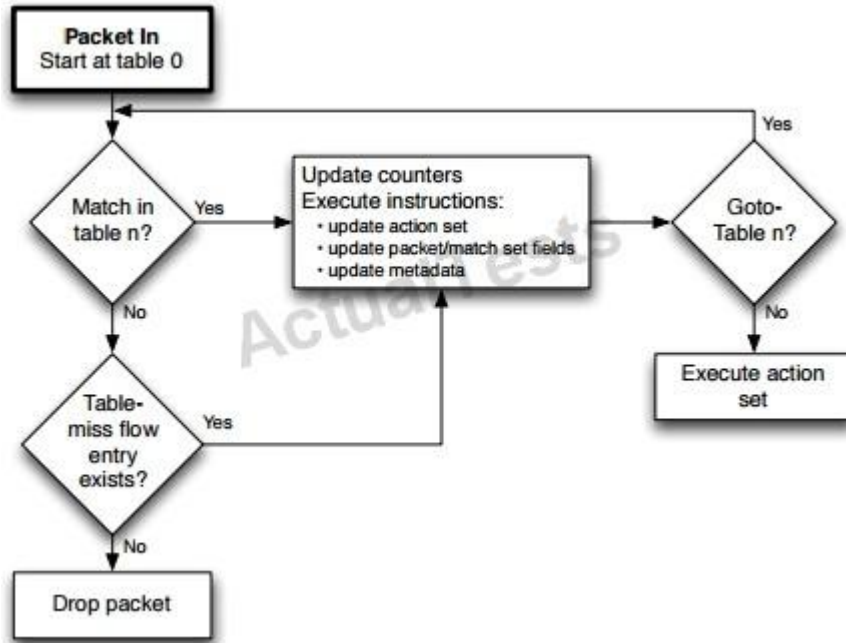 Packet In
Start at table 0
Yes
Match in
table n?
Yes
Update counters
Execute instructions:
• update action set
• update packet/match set fields
• update metadata
Goto-
Table n?
No
No
Execute action
set
Table-
miss flow
entry
exists?
Yes
No
Drop packet
ActualTests